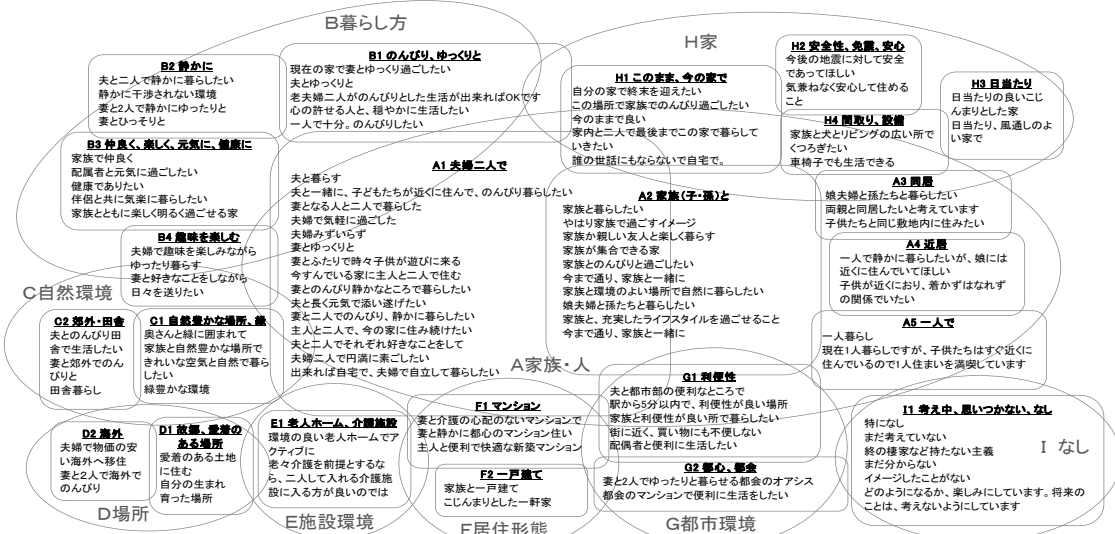 B暮らし方
B2 静かに
夫と二人で静かに暮らしたい
静かに干渉されない環境
妻と2人で静かにゆったりと
妻とひっそりと
B1 のんびり、ゆっくりと
現在の家で妻とゆっくり過ごしたい
夫とゆっくりと
老夫婦二人がのんびりとした生活が出来ればOKです
心の許せる人と、穏やかに生活したい
一人で十分。のんびりしたい
B3 仲良く、楽しく、元気に、健康に
家族で仲良く
配属者と元気に過ごしたい
健康でありたい
伴侶と共に気楽に暮らしたい
家族とともに楽しく明るく過ごせる家
B4 趣味を楽しむ
夫婦で趣味を楽しみながら
ゆったり暮らす
妻と好きなことをしながら
日々を送りたい
H家
H1 このまま、今の家で
自分の家で終末を迎えたい
この場所で家族でのんびり過ごしたい
今のままで良い
家内と二人で最後までこの家で暮らして
いきたい
誰の世話にもならないで自宅で。
H2 安全性、免震、安心
今後の地震に対して安全
であってほしい
気兼ねなく安心して住める
こと
H3 日当たり
日当たりの良いこじ
んまりとした家
日当たり、風通しのよ
い家で
H4 間取り、設備
家族と犬とリビングの広い所で
くつろぎたい
車椅子でも生活できる
A1 夫婦二人で
夫と暮らす
夫と一緒に、子どもたちが近くに住んで、のんびり暮らしたい
妻となる人と二人で暮らした
夫婦で気軽に過ごした
夫婦みずいらず
妻とゆっくりと
妻とふたりで時々子供が遊びに来る
今すんでいる家に主人と二人で住む
妻とのんびり静かなところで暮らしたい
夫と長く元気で添い遂げたい
妻と二人でのんびり、静かに暮らしたい
主人と二人で、今の家に住み続けたい
夫と二人でそれぞれ好きなことをして
夫婦二人で円満に素ごしたい
出来れば自宅で、夫婦で自立して暮らしたい
A2 家族（子・孫）と
家族と暮らしたい
やはり家族で過ごすイメージ
家族か親しい友人と楽しく暮らす
家族が集合できる家
家族とのんびりと過ごしたい
今まで通り、家族と一緒に
家族と環境のよい場所で自然に暮らしたい
娘夫婦と孫たちと暮らしたい
家族と、充実したライフスタイルを過ごせること
今まで通り、家族と一緒に
A3 同居
娘夫婦と孫たちと暮らしたい
両親と同居したいと考えています
子供たちと同じ敷地内に住みたい
A4 近居
一人で静かに暮らしたいが、娘には
近くに住んでいてほしい
子供が近くにおり、着かずはなれず
の関係でいたい
A5 一人で
一人暮らし
現在1人暮らしですが、子供たちはすぐ近くに
住んでいるので1人住まいを満喫しています
A家族・人
C自然環境
C2 郊外・田舎
夫とのんびり田
舎で生活したい
妻と郊外でのん
びりと
田舎暮らし
C1 自然豊かな場所、緑
奥さんと緑に囲まれて
家族と自然豊かな場所で
きれいな空気と自然で暮ら
したい
緑豊かな環境
D2 海外
夫婦で物価の安
い海外へ移住
妻と2人で海外で
のんびり
D1 故郷、愛着の
ある場所
愛着のある土地
に住む
自分の生まれ
育った場所
D場所
E1 老人ホーム、介護施設
環境の良い老人ホームでア
クティブに
老々介護を前提とするな
ら、二人して入れる介護施
設に入る方が良いのでは
E施設環境
F1 マンション
妻と介護の心配のないマンションで
妻と静かに都心のマンション住い
主人と便利で快適な新築マンション
F2 一戸建て
家族と一戸建て
こじんまりとした一軒家
F居住形態
G1 利便性
夫と都市部の便利なところで
駅から5分以内で、利便性が良い場所
家族と利便性が良い所で暮らしたい
街に近く、買い物にも不便しない
配偶者と便利に生活したい
G2 都心、都会
妻と2人でゆったりと暮らせる都会のオアシス
都会のマンションで便利に生活をしたい
G都市環境
I1 考え中、思いつかない、なし
特になし
まだ考えていない
終の棲家など持たない主義
まだ分からない
イメージしたことがない
どのようになるか、楽しみにしています。将来の
ことは、考えないようにしています
I なし